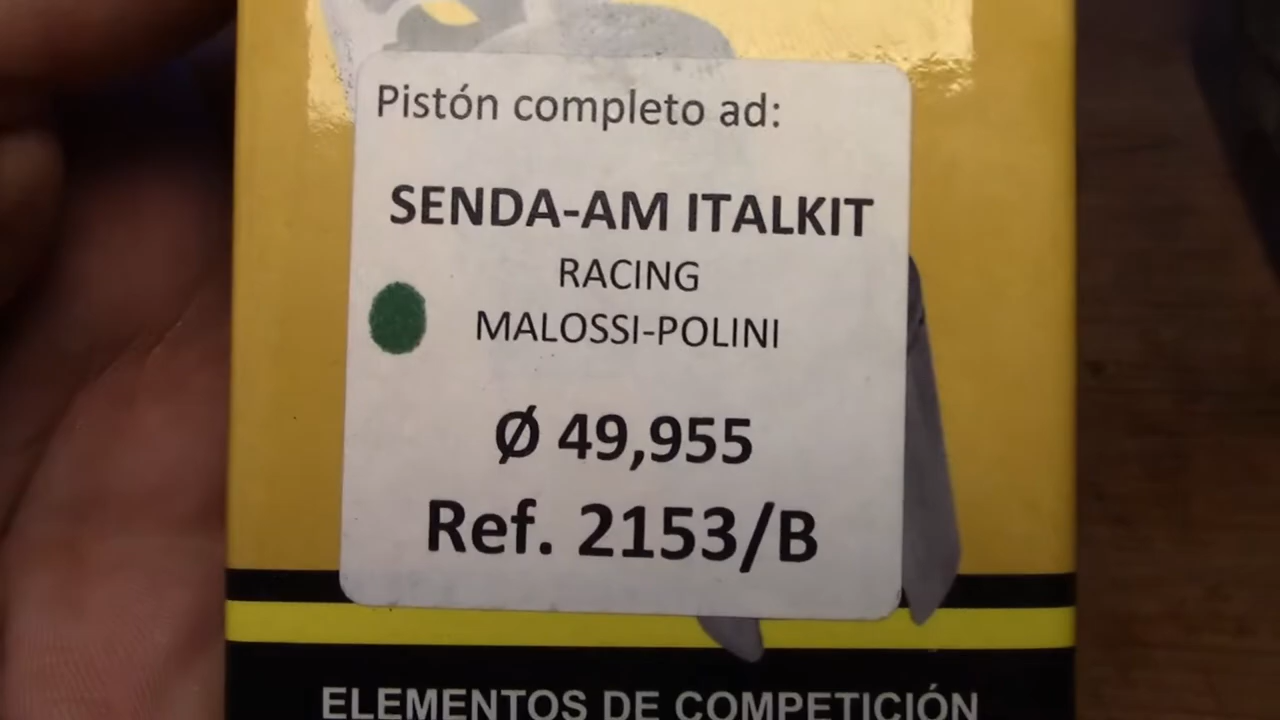 Pistón completo ad:
SENDA-AM ITALKIT
RACING
MALOSSI-POLINI
Ø 49,955
Ref. 2153/B
ELEMENTOS DE COMPETICIÓN